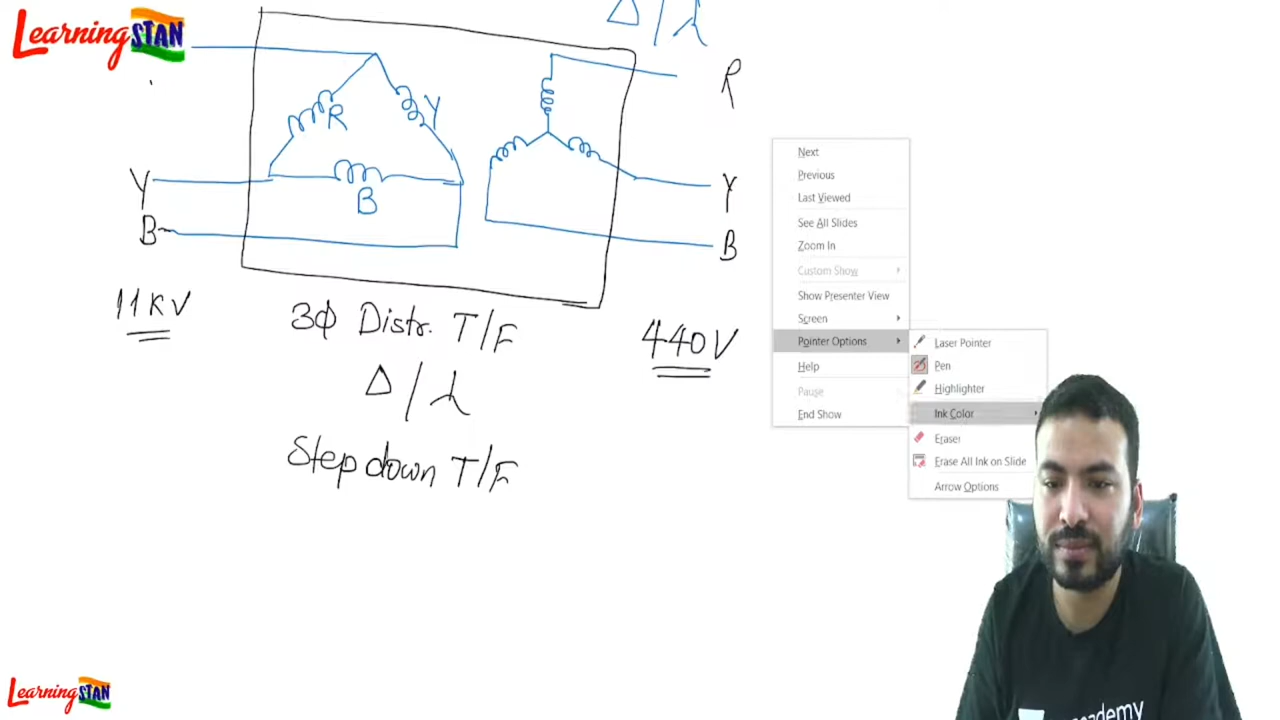 LearningSTAN
Δ/⅄
R
Y
R
Y
B
Y
B
B
11KV
3Φ Distr. T/F
440V
Δ/⅄
Step down T/F
Next
Previous
Last Viewed
See All Slides
Zoom In
Custom Show
Show Presenter View
Screen
Pointer Options
Help
Pause
End Show
Laser Pointer
Pen
Highlighter
Ink Color
Eraser
Erase All Ink on Slide
Arrow Options
LearningSTAN
academy